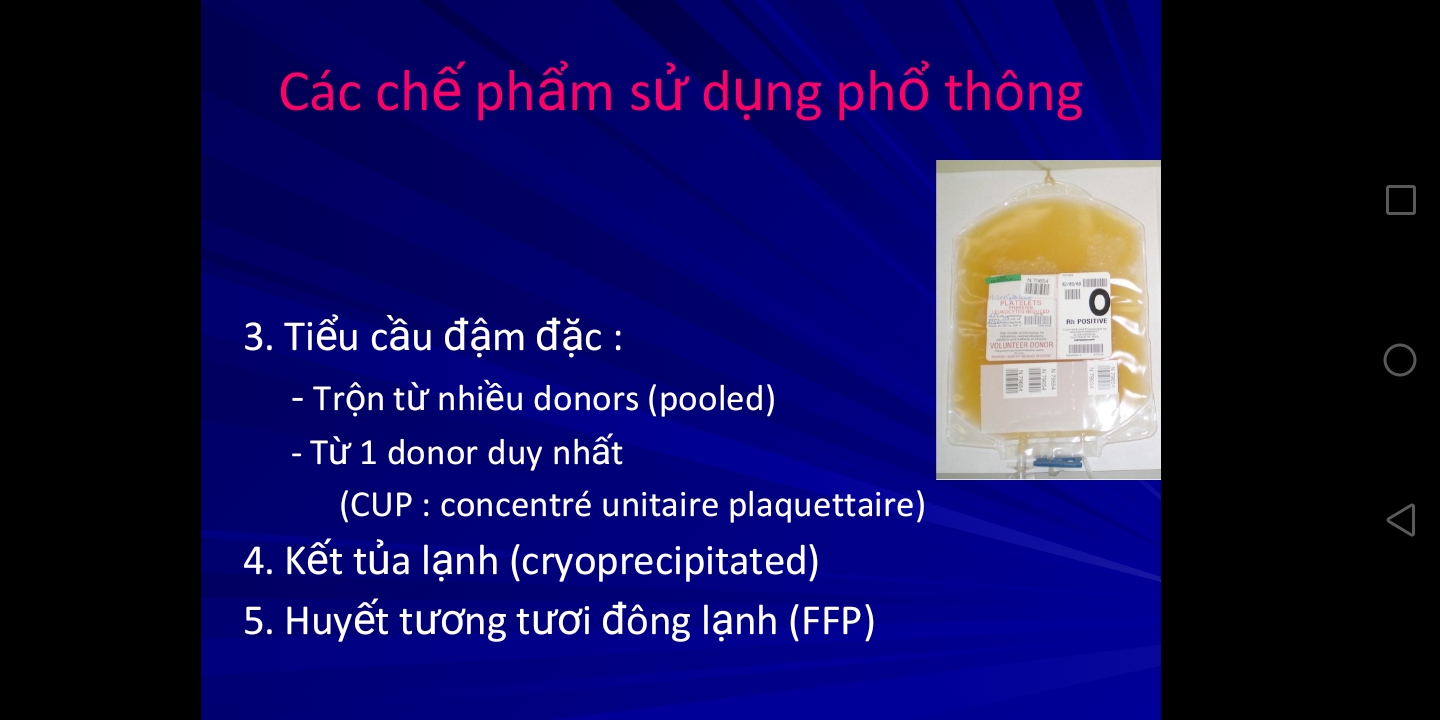 Các chế phẩm sử dụng phổ thông
3. Tiểu cầu đậm đặc :
- Trộn từ nhiều donors (pooled)
- Từ 1 donor duy nhất
(CUP : concentré unitaire plaquettaire)
4. Kết tủa lạnh (cryoprecipitated)
5. Huyết tương tươi đông lạnh (FFP)
PLATELETS
VOLUNTEER DONOR
O
Rh POSITIVE